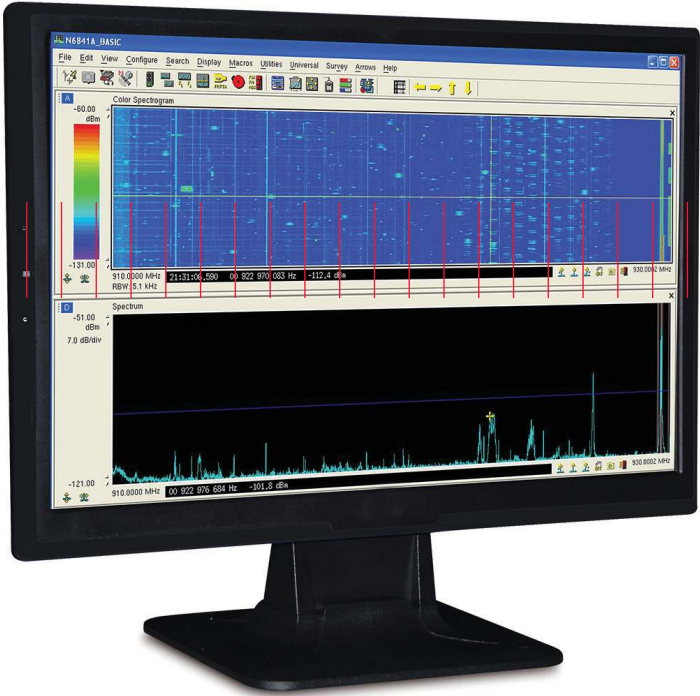 N6841A_BASIC
File Edit View Configure Search Display Macros Utilities Universal Survey Arrows Help
A Color Spectrogram
-60.00
dBm
-131.00
910.0000 MHz 21:31:06.590 00 922 970 083 Hz -112.4 dBm 930.0002 MHz
RBW: 5.1 kHz
D Spectrum
-51.00
dBm
7.0 dB/div
-121.00
910.0000 MHz 00 922 976 684 Hz -101.8 dBm 930.0002 MHz